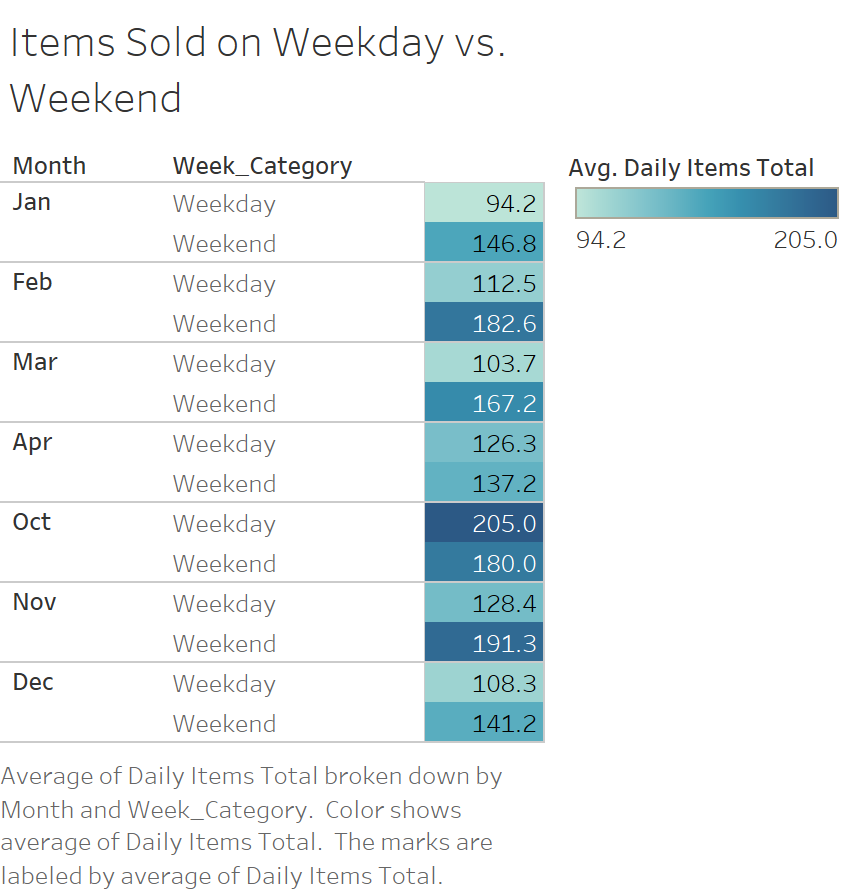 Items Sold on Weekday vs.
Weekend
Month Week_Category
Avg. Daily Items Total
94.2 205.0
Jan Weekday 94.2
Weekend 146.8
Feb Weekday 112.5
Weekend 182.6
Mar Weekday 103.7
Weekend 167.2
Apr Weekday 126.3
Weekend 137.2
Oct Weekday 205.0
Weekend 180.0
Nov Weekday 128.4
Weekend 191.3
Dec Weekday 108.3
Weekend 141.2
Average of Daily Items Total broken down by
Month and Week_Category.  Color shows
average of Daily Items Total.  The marks are
labeled by average of Daily Items Total.